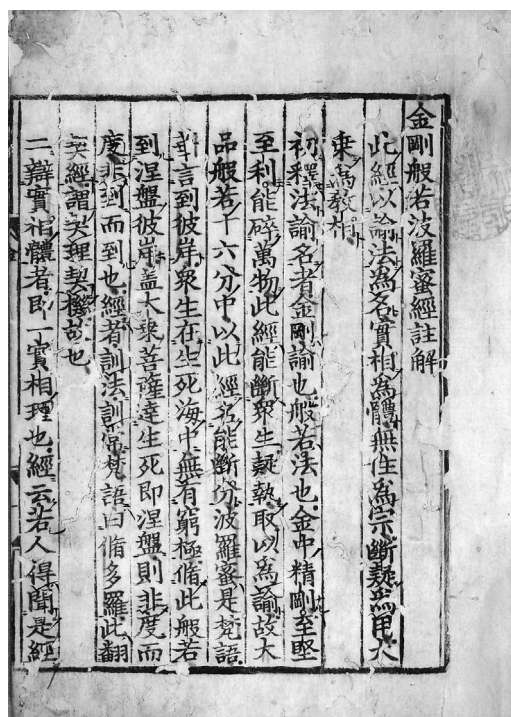 金剛般若波羅蜜經註解
此經以諭法爲名實相爲體無住爲宗斷疑爲用大
乗爲教相
初釋法諭名者金剛諭也般若法也金中精剛至堅
至利能碎萬物此經能斷衆生疑執取以爲諭故大
品般若十六分中以此經名能斷分波羅蜜是梵語
華言到彼岸衆生在生死海中無有窮極脩此般若
到涅盤彼岸盖大乗菩薩達生死即涅盤則非度而
度非到而到也經者訓法訓常梵語曰脩多羅此翻
契經謂契理契機故也
二辯實相體者即一實相理也經云若人得聞是經